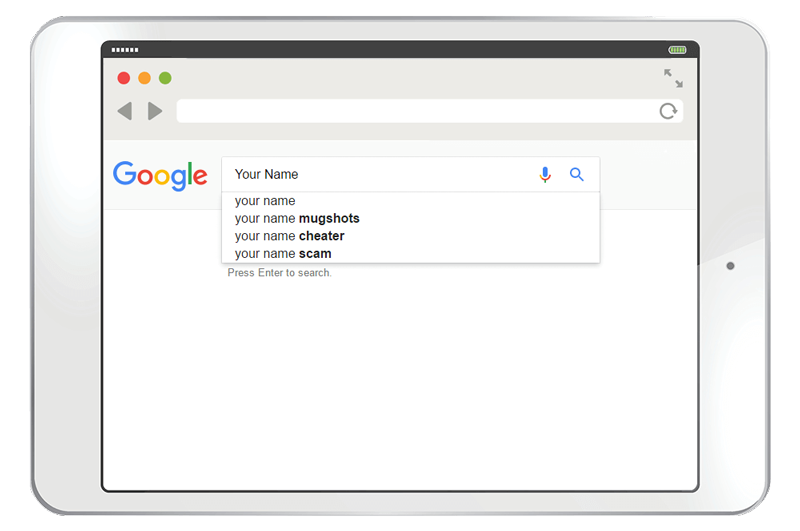 Google
Your Name
your name
your name mugshots
your name cheater
your name scam
Press Enter to search.